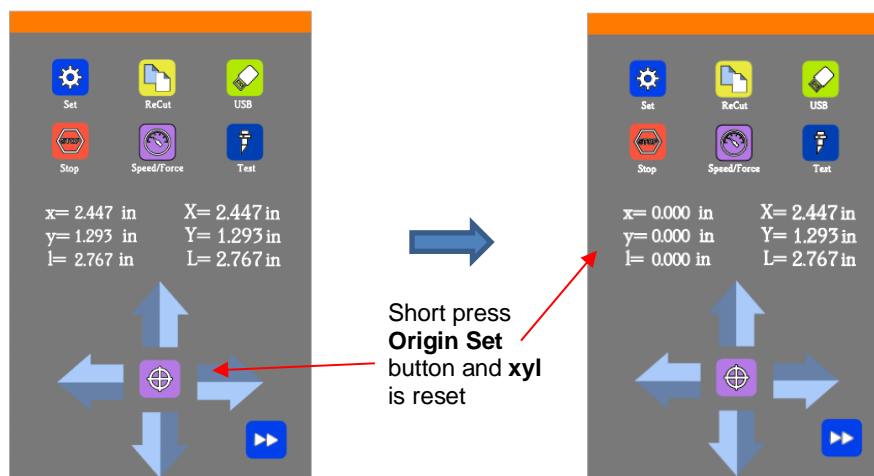 Set ReCut USB
Stop Speed/Force Test
x= 2.447 in X= 2.447 in
y= 1.293 in Y= 1.293 in
l= 2.767 in L= 2.767 in
Short press
Origin Set
button and xyl
is reset
Set ReCut USB
STOP
Stop Speed/Force Test
x= 0.000 in X= 2.447 in
y= 0.000 in Y= 1.293 in
l= 0.000 in L= 2.767 in